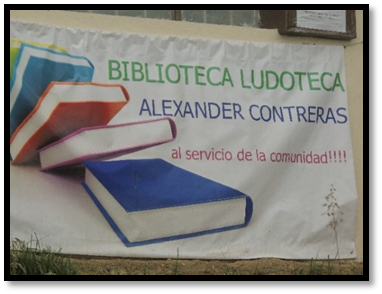 BIBLIOTECA LUDOTECA
ALEXANDER CONTRERAS
al servicio de la comunidad!!!!